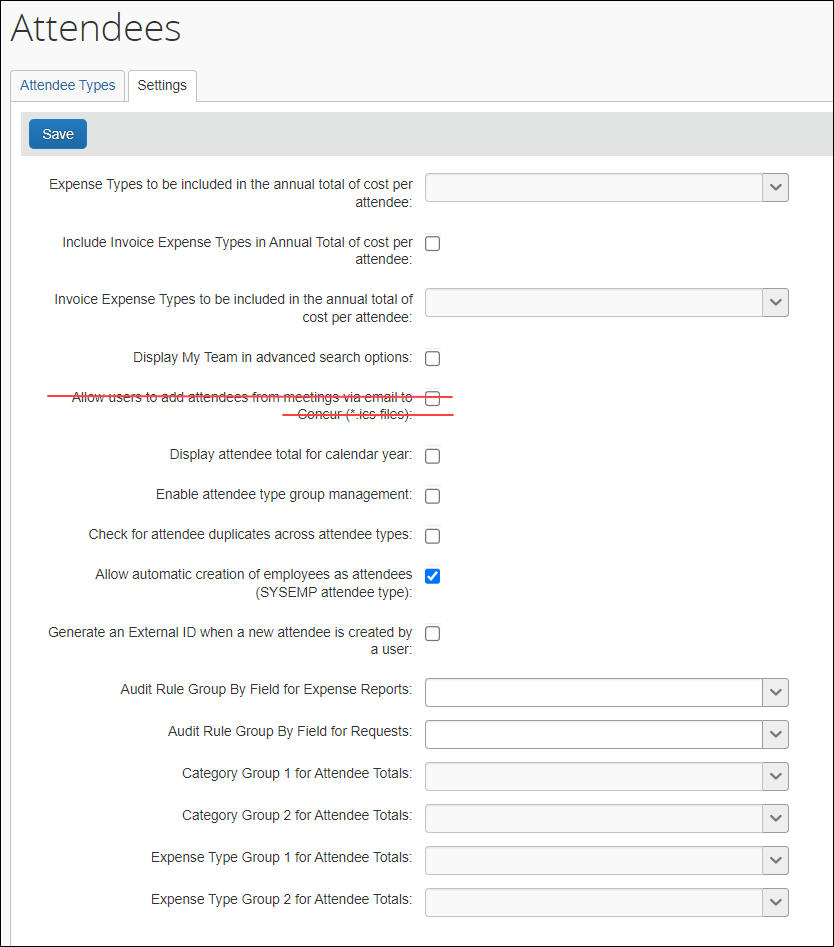 Attendees
Attendee Types
Settings
Save
Expense Types to be included in the annual total of cost per
attendee:
Include Invoice Expense Types in Annual Total of cost per
attendee:
Invoice Expense Types to be included in the annual total of
cost per attendee:
Display My Team in advanced search options:
Allow users to add attendees from meetings via email to
Concur (*.ics files):
Display attendee total for calendar year:
Enable attendee type group management:
Check for attendee duplicates across attendee types:
Allow automatic creation of employees as attendees
(SYSEMP attendee type):
Generate an External ID when a new attendee is created by
a user:
Audit Rule Group By Field for Expense Reports:
Audit Rule Group By Field for Requests:
Category Group 1 for Attendee Totals:
Category Group 2 for Attendee Totals:
Expense Type Group 1 for Attendee Totals:
Expense Type Group 2 for Attendee Totals: